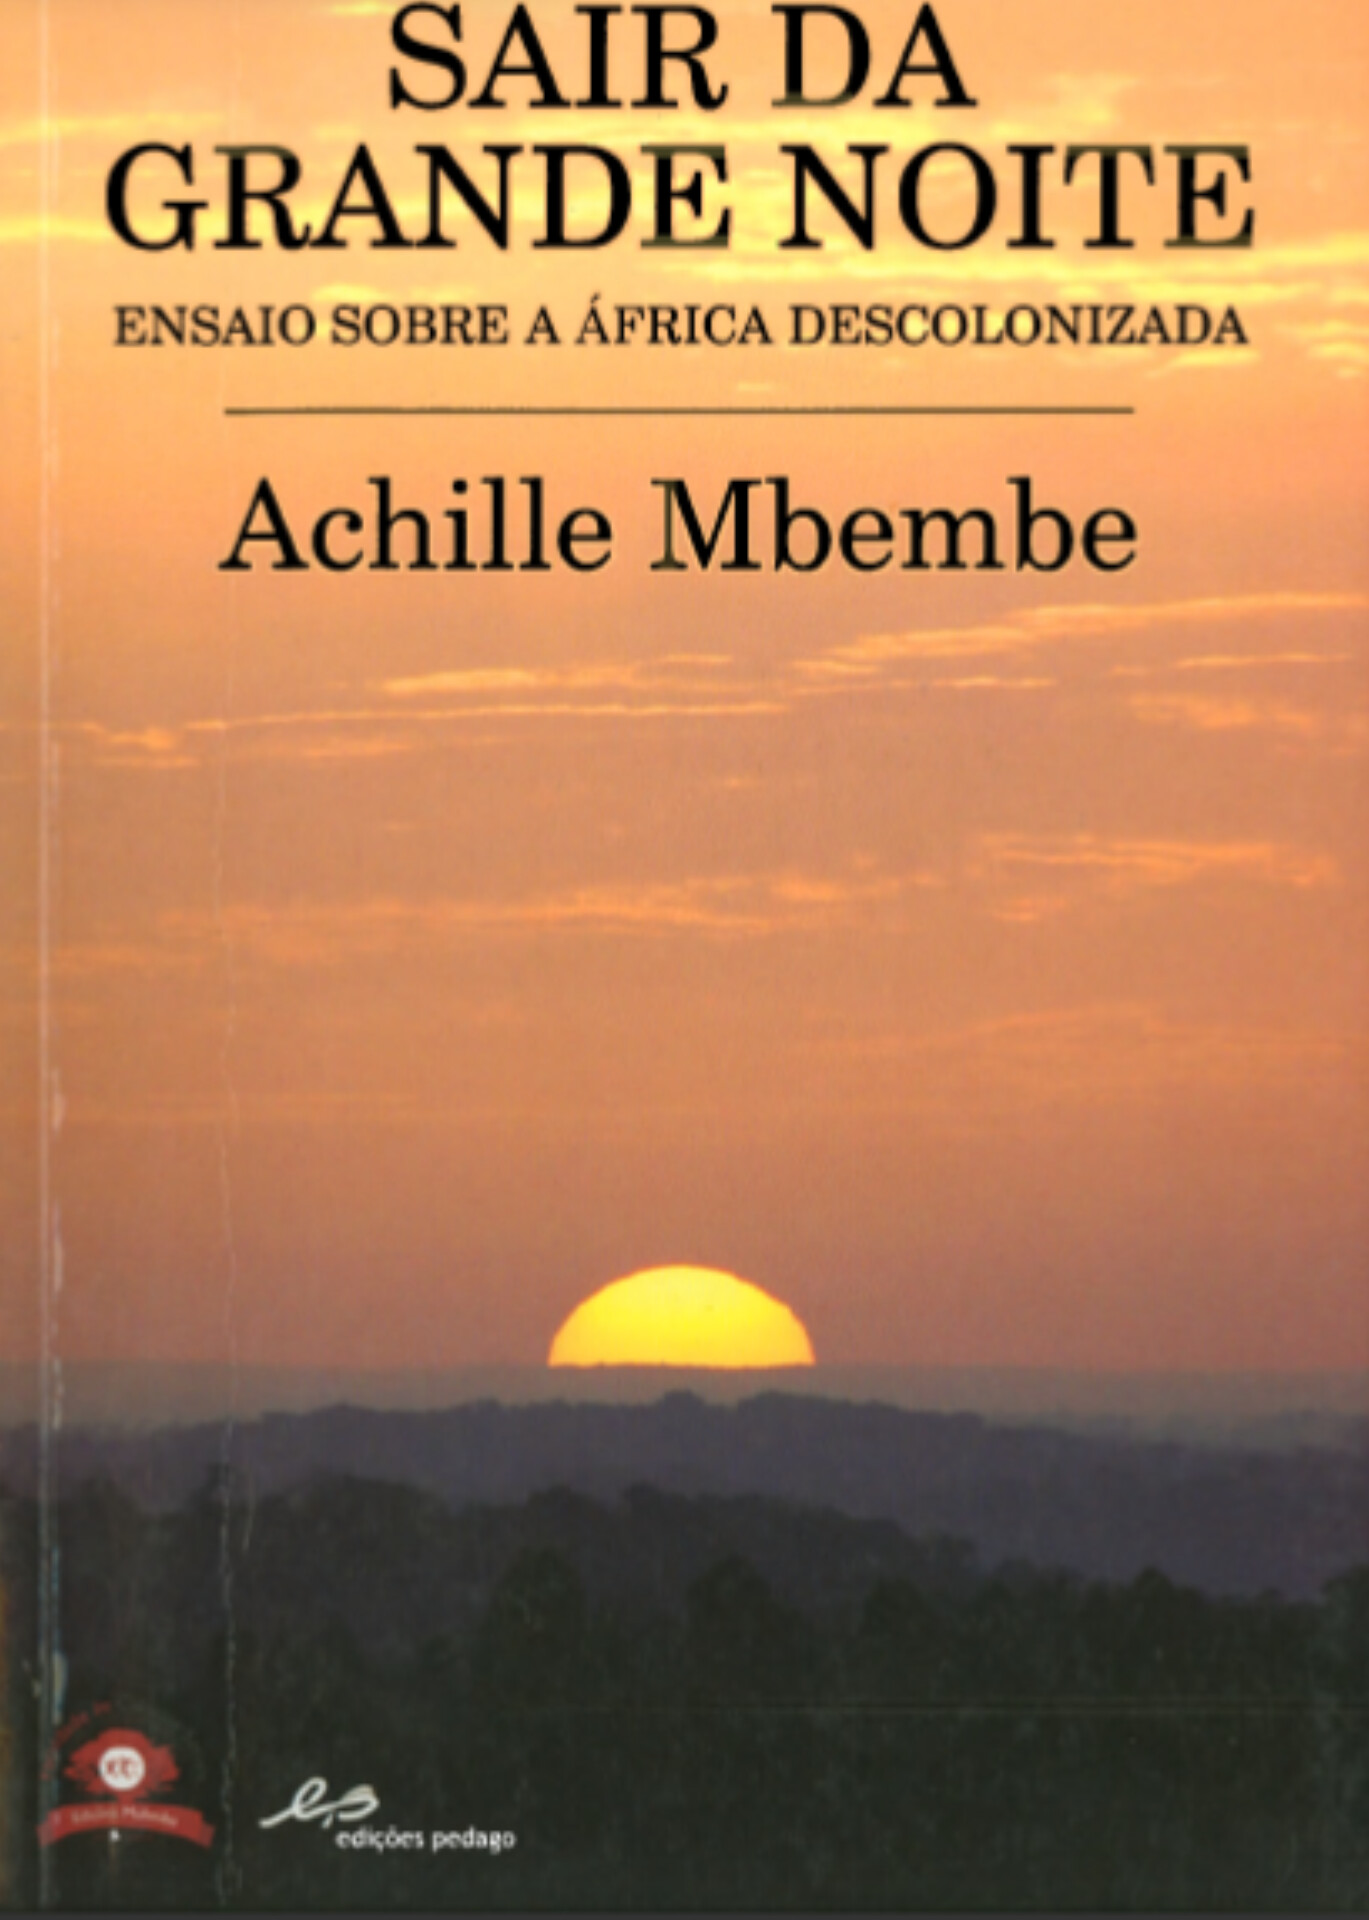 SAIR DA
GRANDE NOITE
ENSAIO SOBRE A ÁFRICA DESCOLONIZADA
Achille Mbembe
edições pedago